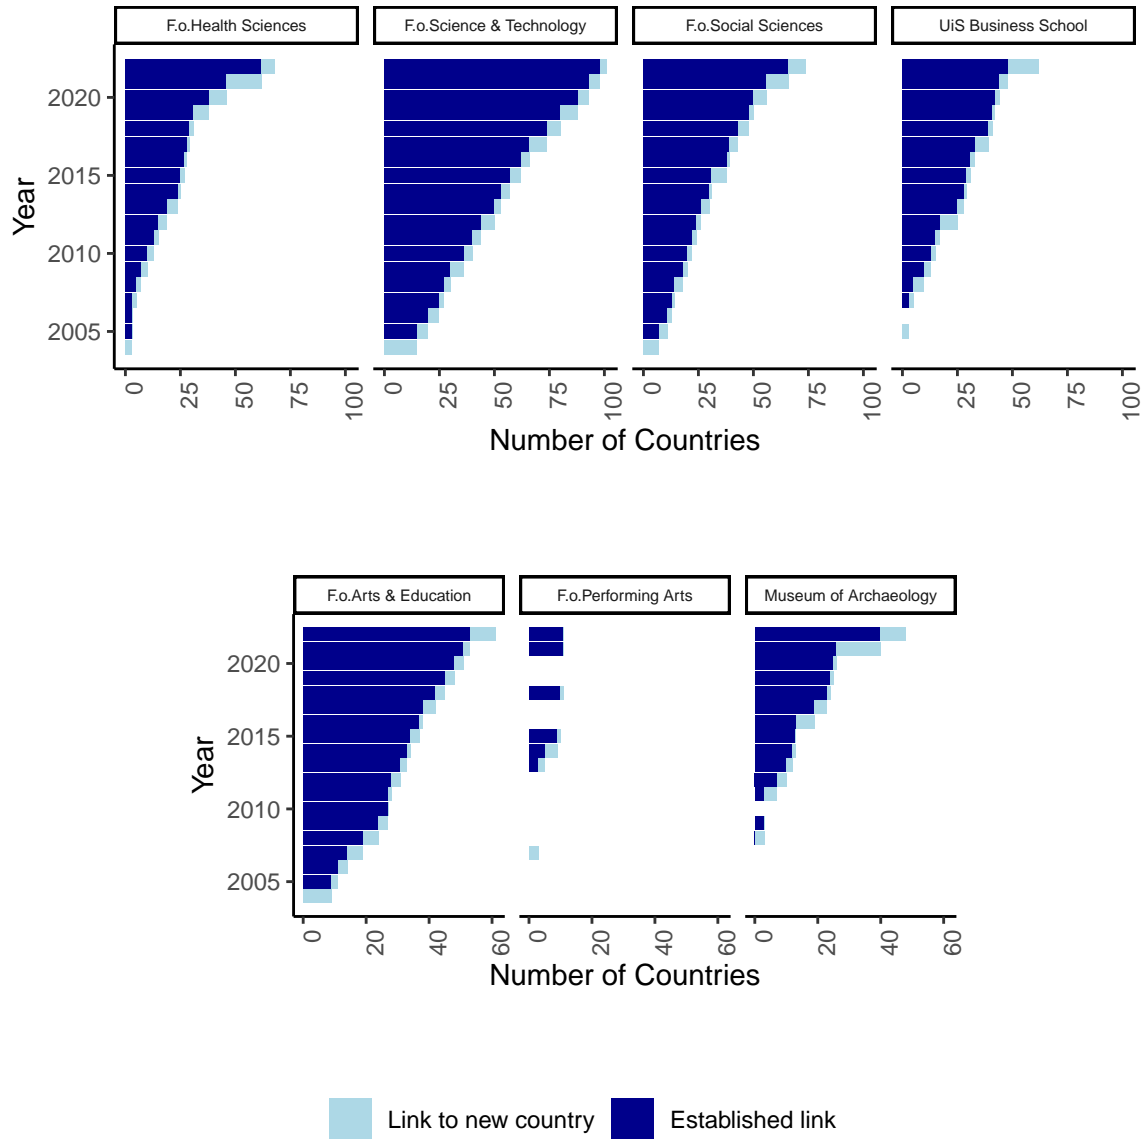 F.o.Health Sciences F.o.Science & Technology F.o.Social Sciences UiS Business School
Year
2020
2015
2010
2005
0 25 50 75 100 0 25 50 75 100 0 25 50 75 100 0 25 50 75 100
Number of Countries
F.o.Arts & Education F.o.Performing Arts Museum of Archaeology
Year
2020
2015
2010
2005
0 20 40 60 0 20 40 60 0 20 40 60
Number of Countries
Link to new country Established link